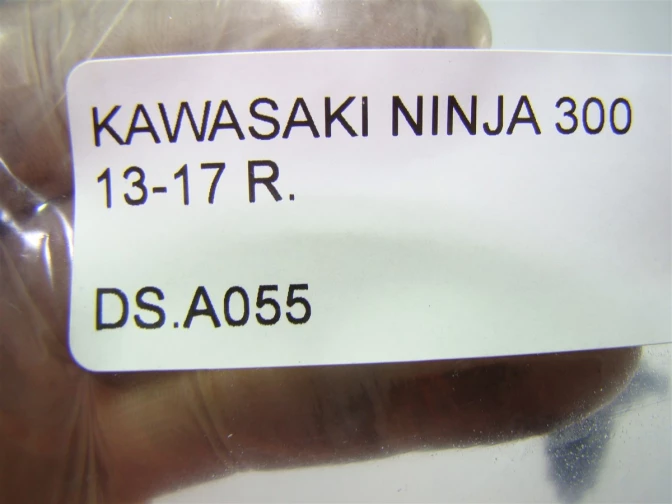 KAWASAKI NINJA 300
13-17 R.
DS.A055